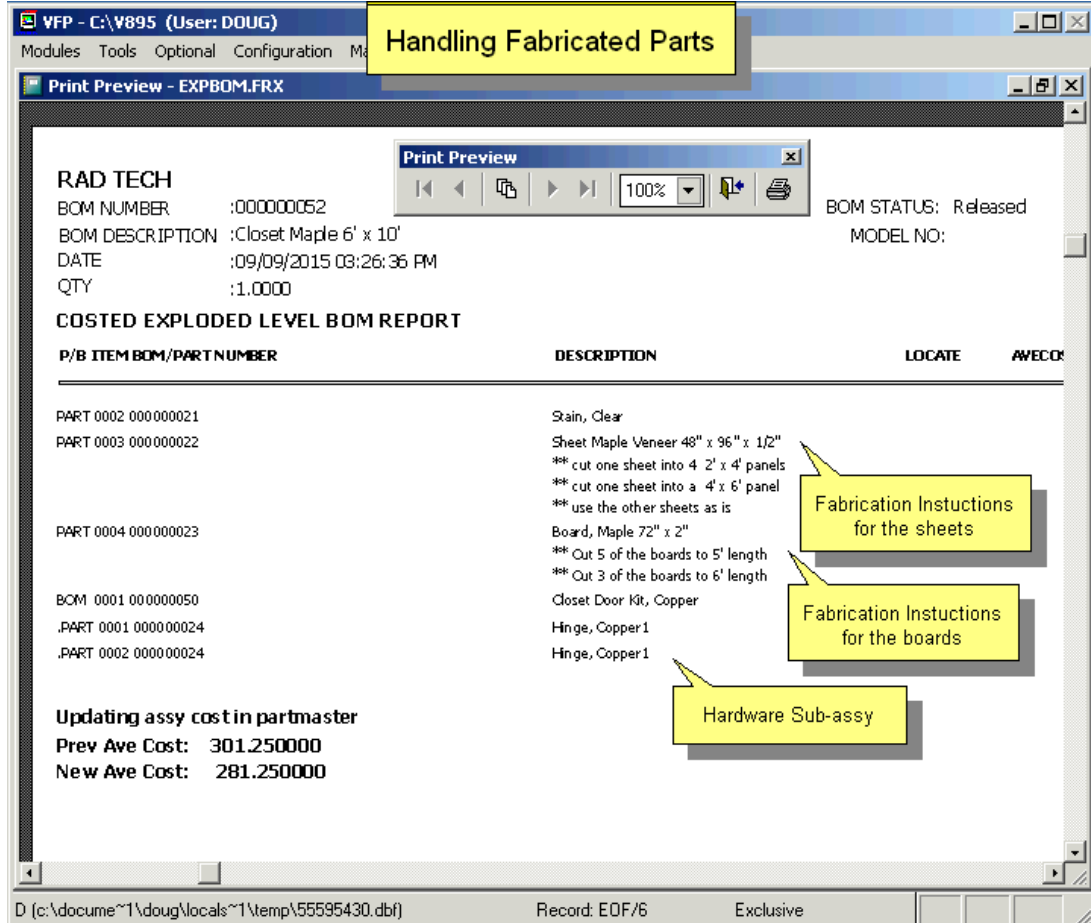 VFP - C:\V895 (User: DOUG)
Handling Fabricated Parts
Modules Tools Optional Configuration Ma
Print Preview - EXPBOM.FRX
Print Preview
100%
RAD TECH
BOM NUMBER :000000052
BOM STATUS: Released
BOM DESCRIPTION :Closet Maple 6' x 10'
MODEL NO:
DATE :09/09/2015 03:26:36 PM
QTY :1.0000
COSTED EXPLODED LEVEL BOM REPORT
P/B ITEM BOM/PART NUMBER DESCRIPTION LOCATE AVECOS
PART 0002 000000021 Stain, Clear
PART 0003 000000022 Sheet Maple Veneer 48" x 96" x 1/2"
** cut one sheet into 4 2' x 4' panels
** cut one sheet into a 4' x 6' panel
** use the other sheets as is
Fabrication Instuctions
for the sheets
PART 0004 000000023 Board, Maple 72" x 2"
** Cut 5 of the boards to 5' length
** Cut 3 of the boards to 6' length
Fabrication Instuctions
for the boards
BOM 0001 000000050 Closet Door Kit, Copper
.PART 0001 000000024 Hinge, Copper1
.PART 0002 000000024 Hinge, Copper1
Hardware Sub-assy
Updating assy cost in partmaster
Prev Ave Cost: 301.250000
New Ave Cost: 281.250000
D (c:\docume~1\doug\locals~1\temp\55595430.dbf) Record: EOF/6 Exclusive